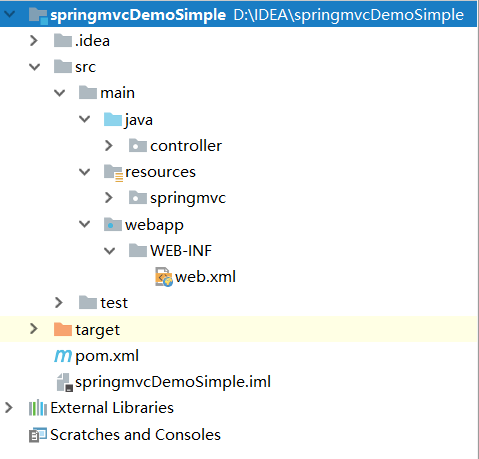 springmvcDemoSimple D:\IDEA\springmvcDemoSimple
.idea
src
main
java
controller
resources
springmvc
webapp
WEB-INF
web.xml
test
target
pom.xml
springmvcDemoSimple.iml
External Libraries
Scratches and Consoles